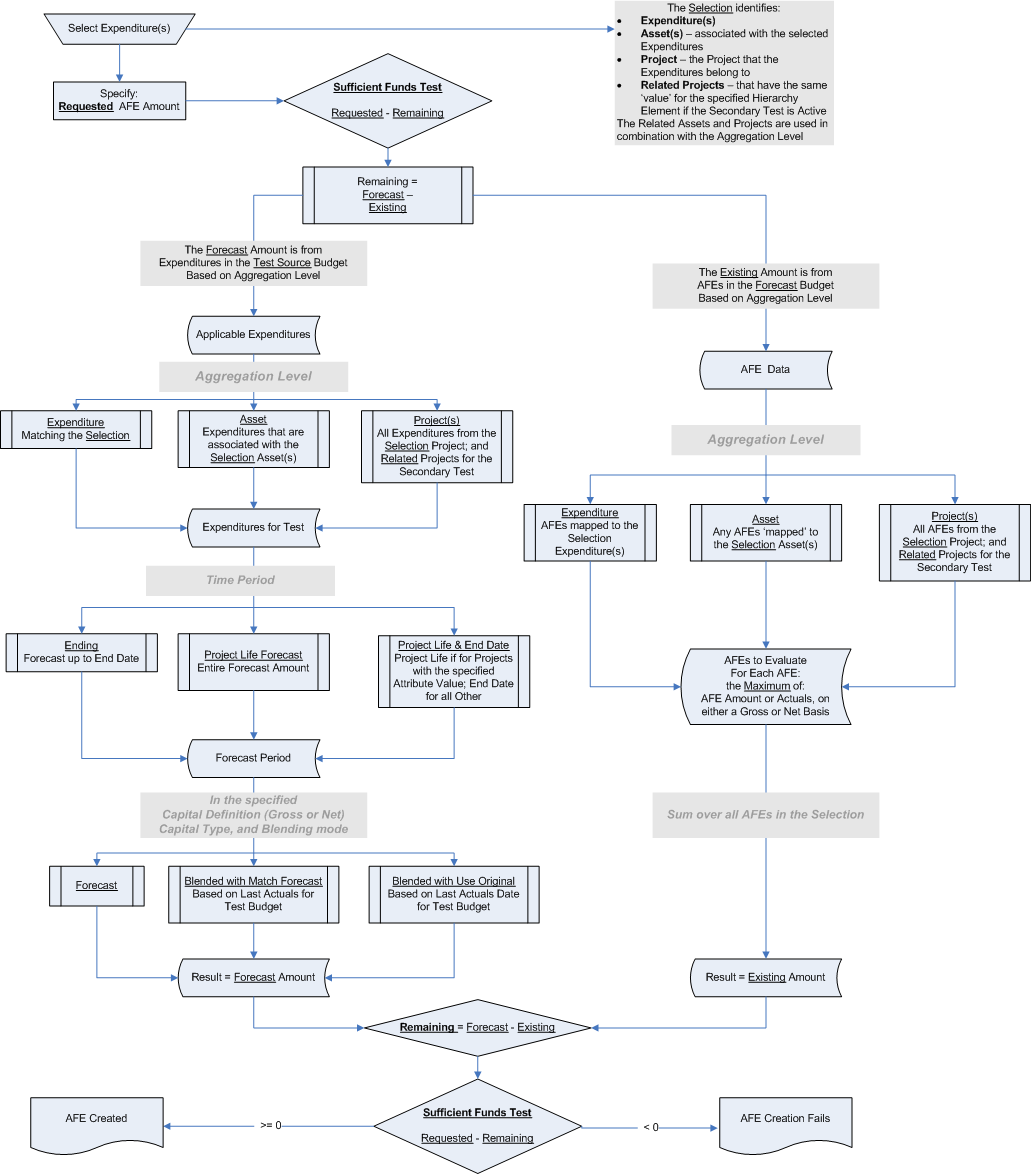 Select Expenditure(s)
The Selection identifies:
• Expenditure(s)
• Asset(s) – associated with the selected
Expenditures
• Project – the Project that the
Expenditures belong to
• Related Projects – that have the same
‘value’ for the specified Hierarchy
Element if the Secondary Test is Active
The Related Assets and Projects are used in
combination with the Aggregation Level
Specify:
Requested AFE Amount
Sufficient Funds Test
Requested - Remaining
Remaining =
Forecast –
Existing
The Forecast Amount is from
Expenditures in the Test Source Budget
Based on Aggregation Level
The Existing Amount is from
AFEs in the Forecast Budget
Based on Aggregation Level
Applicable Expenditures
AFE Data
Aggregation Level
Expenditure
Matching the Selection
Asset
Expenditures that are
associated with the
Selection Asset(s)
Project(s)
All Expenditures from the
Selection Project; and
Related Projects for the
Secondary Test
Aggregation Level
Expenditures for Test
Expenditure
AFEs mapped to the
Selection
Expenditure(s)
Asset
Any AFEs ‘mapped’ to
the Selection Asset(s)
Project(s)
All AFEs from the
Selection Project; and
Related Projects for the
Secondary Test
Time Period
Ending
Forecast up to End Date
Project Life Forecast
Entire Forecast Amount
Project Life & End Date
Project Life if for Projects
with the specified
Attribute Value; End Date
for all Other
AFEs to Evaluate
For Each AFE:
the Maximum of:
AFE Amount or Actuals, on
either a Gross or Net Basis
Forecast Period
In the specified
Capital Definition (Gross or Net)
Capital Type, and Blending mode
Sum over all AFEs in the Selection
Forecast
Blended with Match Forecast
Based on Last Actuals for
Test Budget
Blended with Use Original
Based on Last Actuals Date
for Test Budget
Result = Forecast Amount
Result = Existing Amount
Remaining = Forecast - Existing
Sufficient Funds Test
Requested - Remaining
AFE Created
>= 0
< 0
AFE Creation Fails